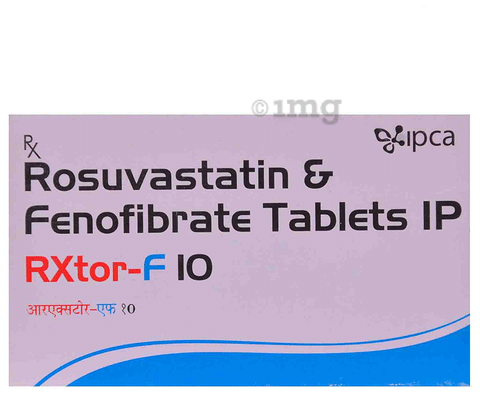 ©1mg
Rx
ipca
Rosuvastatin &
Fenofibrate Tablets IP
RXtor-F 10
आरएक्सटोर-एफ १०